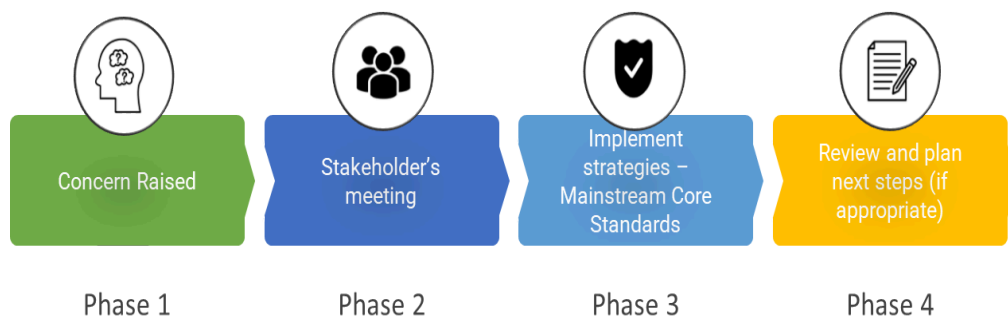 Concern Raised
Stakeholder's
meeting
Implement
strategies –
Mainstream Core
Standards
Review and plan
next steps (if
appropriate)
Phase 1
Phase 2
Phase 3
Phase 4